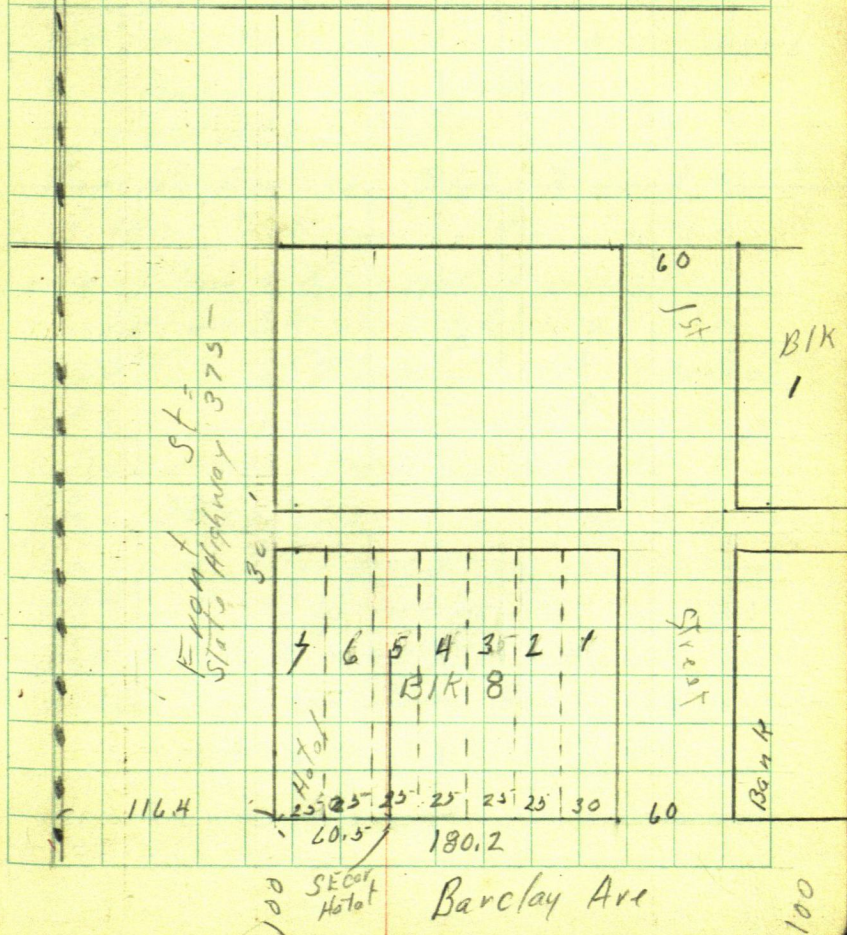 60
1st
Blk
1
Front St =
State Highway 375 -
30
7 6 5 4 3 2 1
Blk 8
Street
Hotel
Bank
116.4
25 25 25 25 25 25 30
60
60.5
180.2
SE cor
Hotel
100
Barclay Ave
100